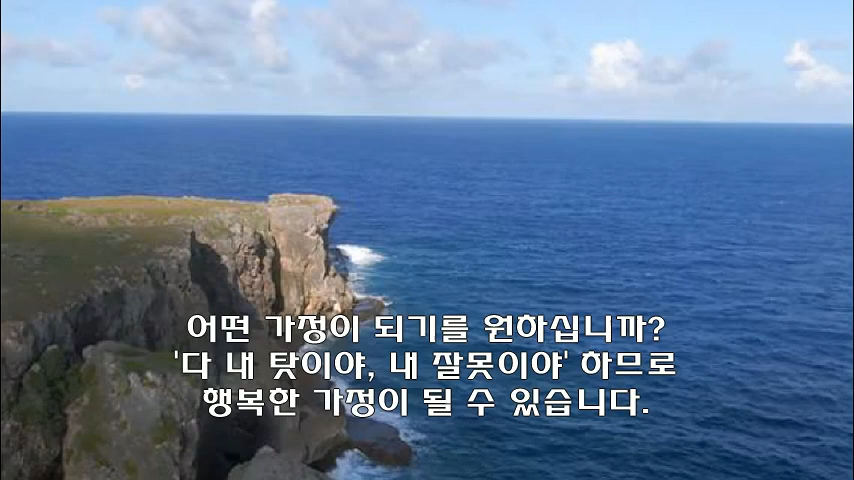 어떤 가정이 되기를 원하십니까?
'다 내 탓이야, 내 잘못이야' 하므로
행복한 가정이 될 수 있습니다.